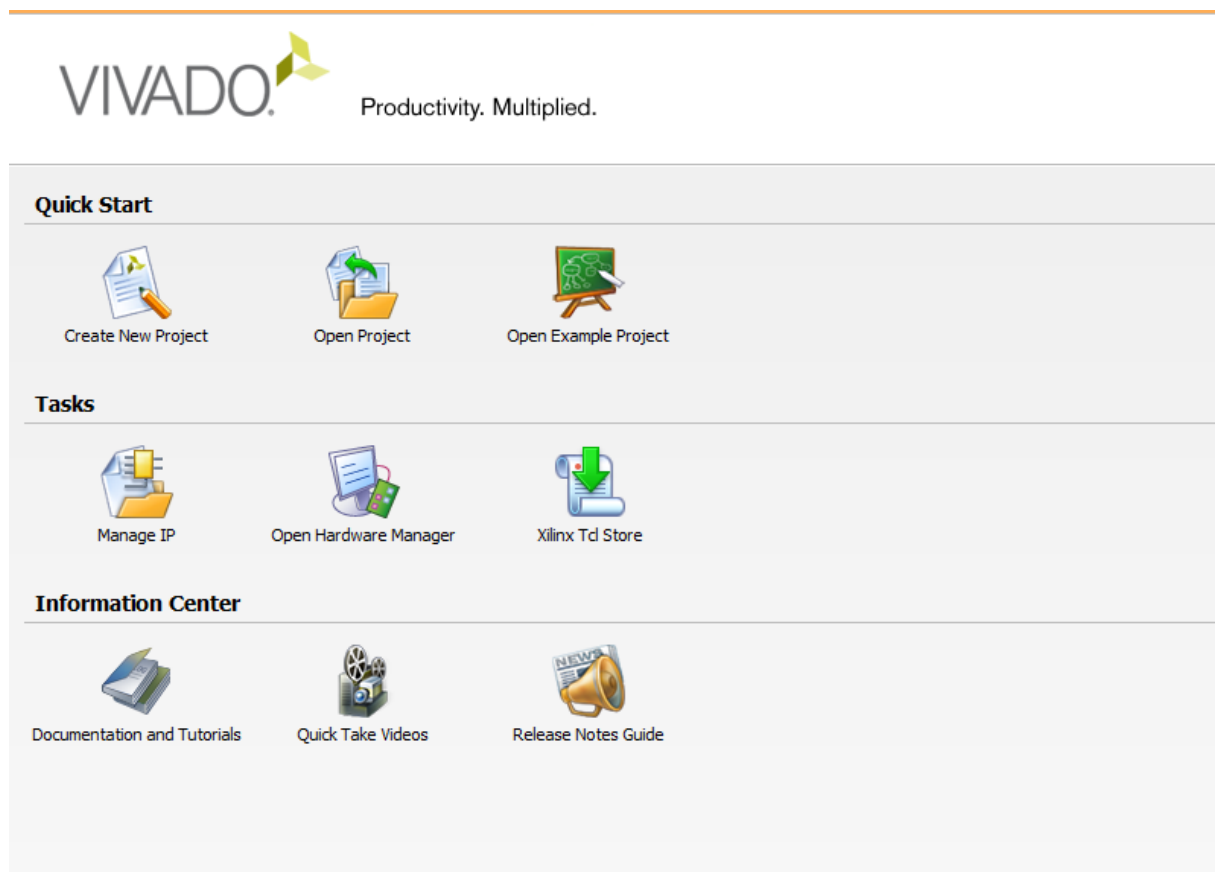 VIVADO.
Productivity. Multiplied.
Quick Start
Create New Project
Open Project
Open Example Project
Tasks
Manage IP
Open Hardware Manager
Xilinx Tcl Store
Information Center
NEWS
Documentation and Tutorials
Quick Take Videos
Release Notes Guide